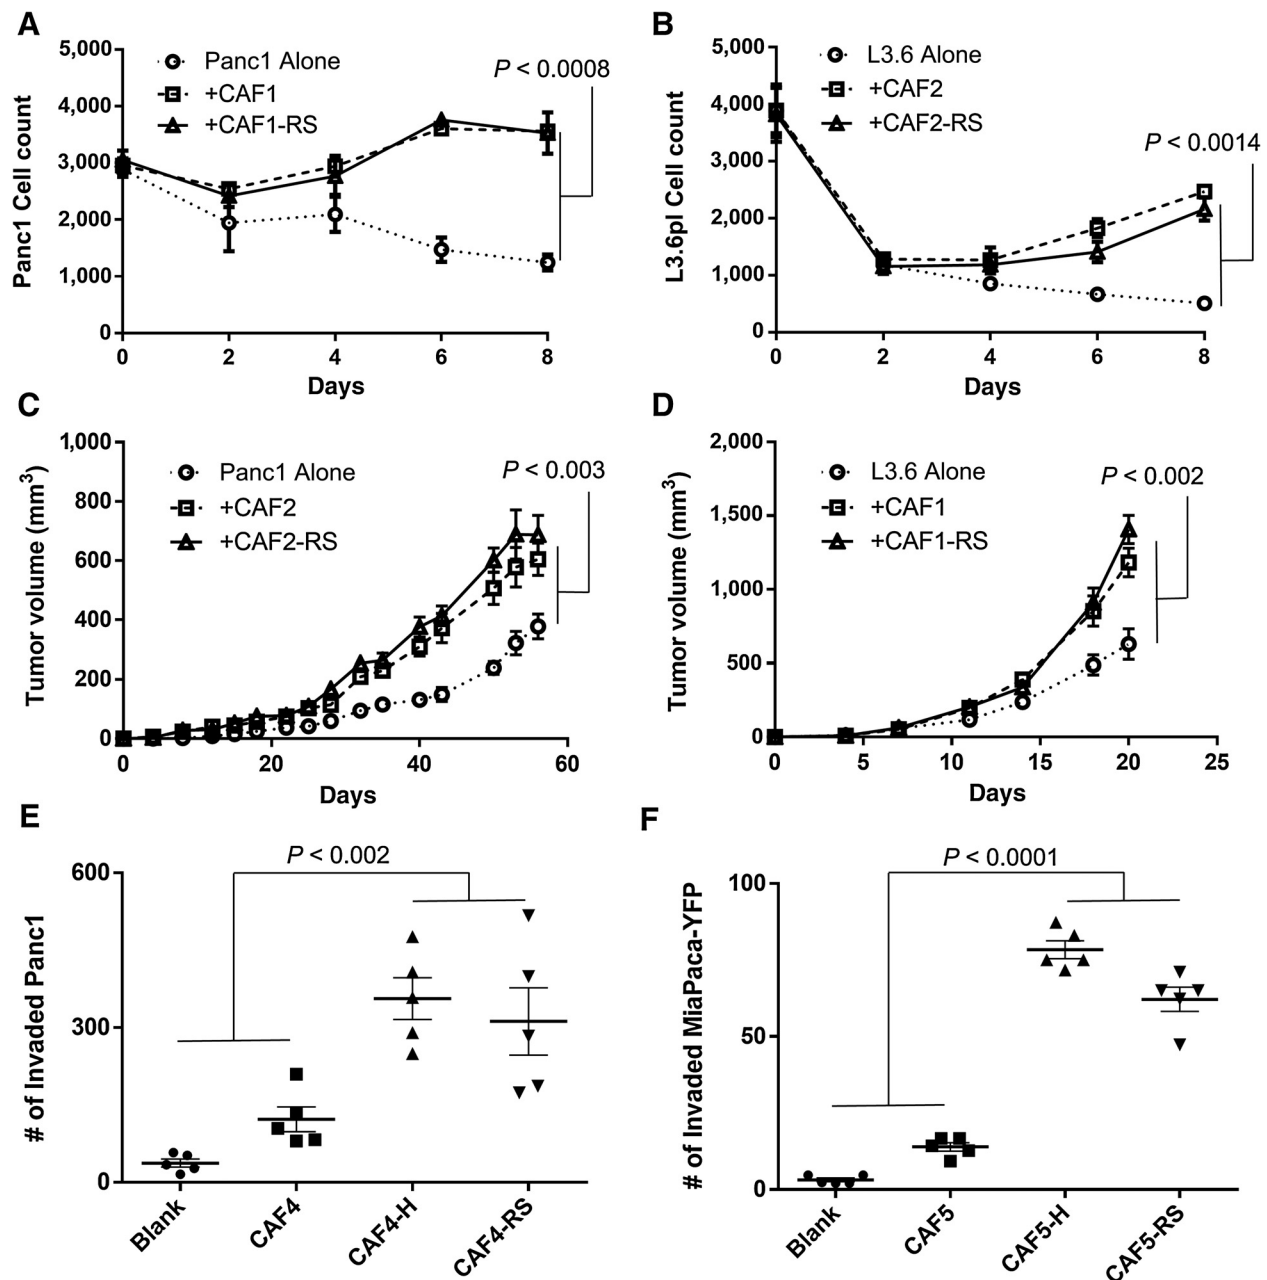 A
Panc1 Cell count
5,000
4,000
3,000
2,000
1,000
0
Panc1 Alone
+CAF1
+CAF1-RS
P < 0.0008
0 2 4 6 8
Days
B
L3.6pl Cell count
5,000
4,000
3,000
2,000
1,000
0
L3.6 Alone
+CAF2
+CAF2-RS
P < 0.0014
0 2 4 6 8
Days
C
Tumor volume (mm³)
1,000
800
600
400
200
0
Panc1 Alone
+CAF2
+CAF2-RS
P < 0.003
0 20 40 60
Days
D
Tumor volume (mm³)
2,000
1,500
1,000
500
0
L3.6 Alone
+CAF1
+CAF1-RS
P < 0.002
0 5 10 15 20 25
Days
E
# of Invaded Panc1
600
300
0
P < 0.002
Blank
CAF4
CAF4-H
CAF4-RS
F
# of Invaded MiaPaca-YFP
100
50
0
P < 0.0001
Blank
CAF5
CAF5-H
CAF5-RS